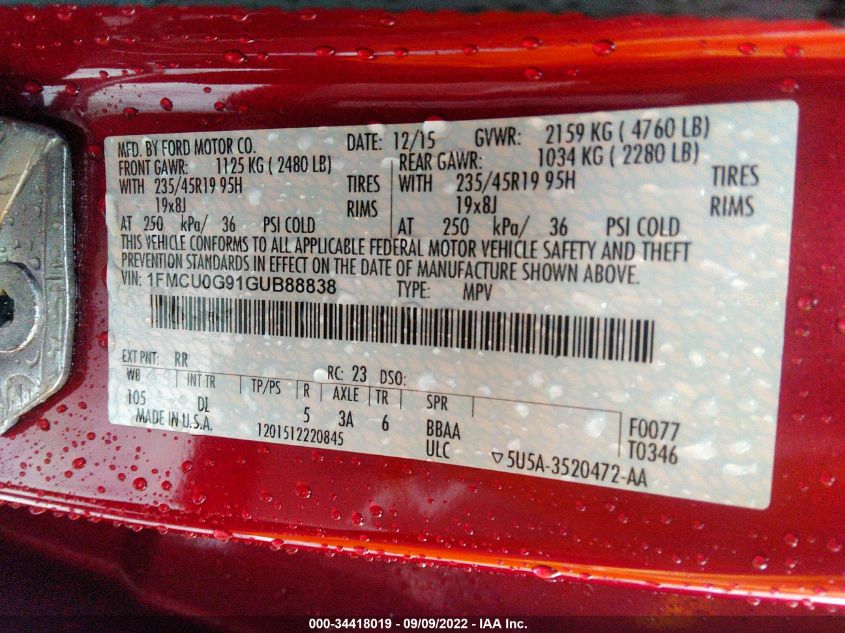 MFD. BY FORD MOTOR CO. DATE: 12/15 GVWR: 2159 KG ( 4760 LB)
FRONT GAWR: 1125 KG ( 2480 LB) REAR GAWR: 1034 KG ( 2280 LB)
WITH 235/45R19 95H TIRES WITH 235/45R19 95H TIRES
19x8J RIMS 19x8J RIMS
AT 250 kPa/ 36 PSI COLD AT 250 kPa/ 36 PSI COLD
THIS VEHICLE CONFORMS TO ALL APPLICABLE FEDERAL MOTOR VEHICLE SAFETY AND THEFT
PREVENTION STANDARDS IN EFFECT ON THE DATE OF MANUFACTURE SHOWN ABOVE.
VIN: 1FMCU0G91GUB88838 TYPE: MPV
EXT PNT: RR RC: 23 DSO:
WB INT TR TP/PS R AXLE TR SPR
105 DL 5 3A 6 BBAA F0077
MADE IN U.S.A. 1201512220845 ULC T0346
▽5U5A-3520472-AA
000-34418019 - 09/09/2022 - IAA Inc.